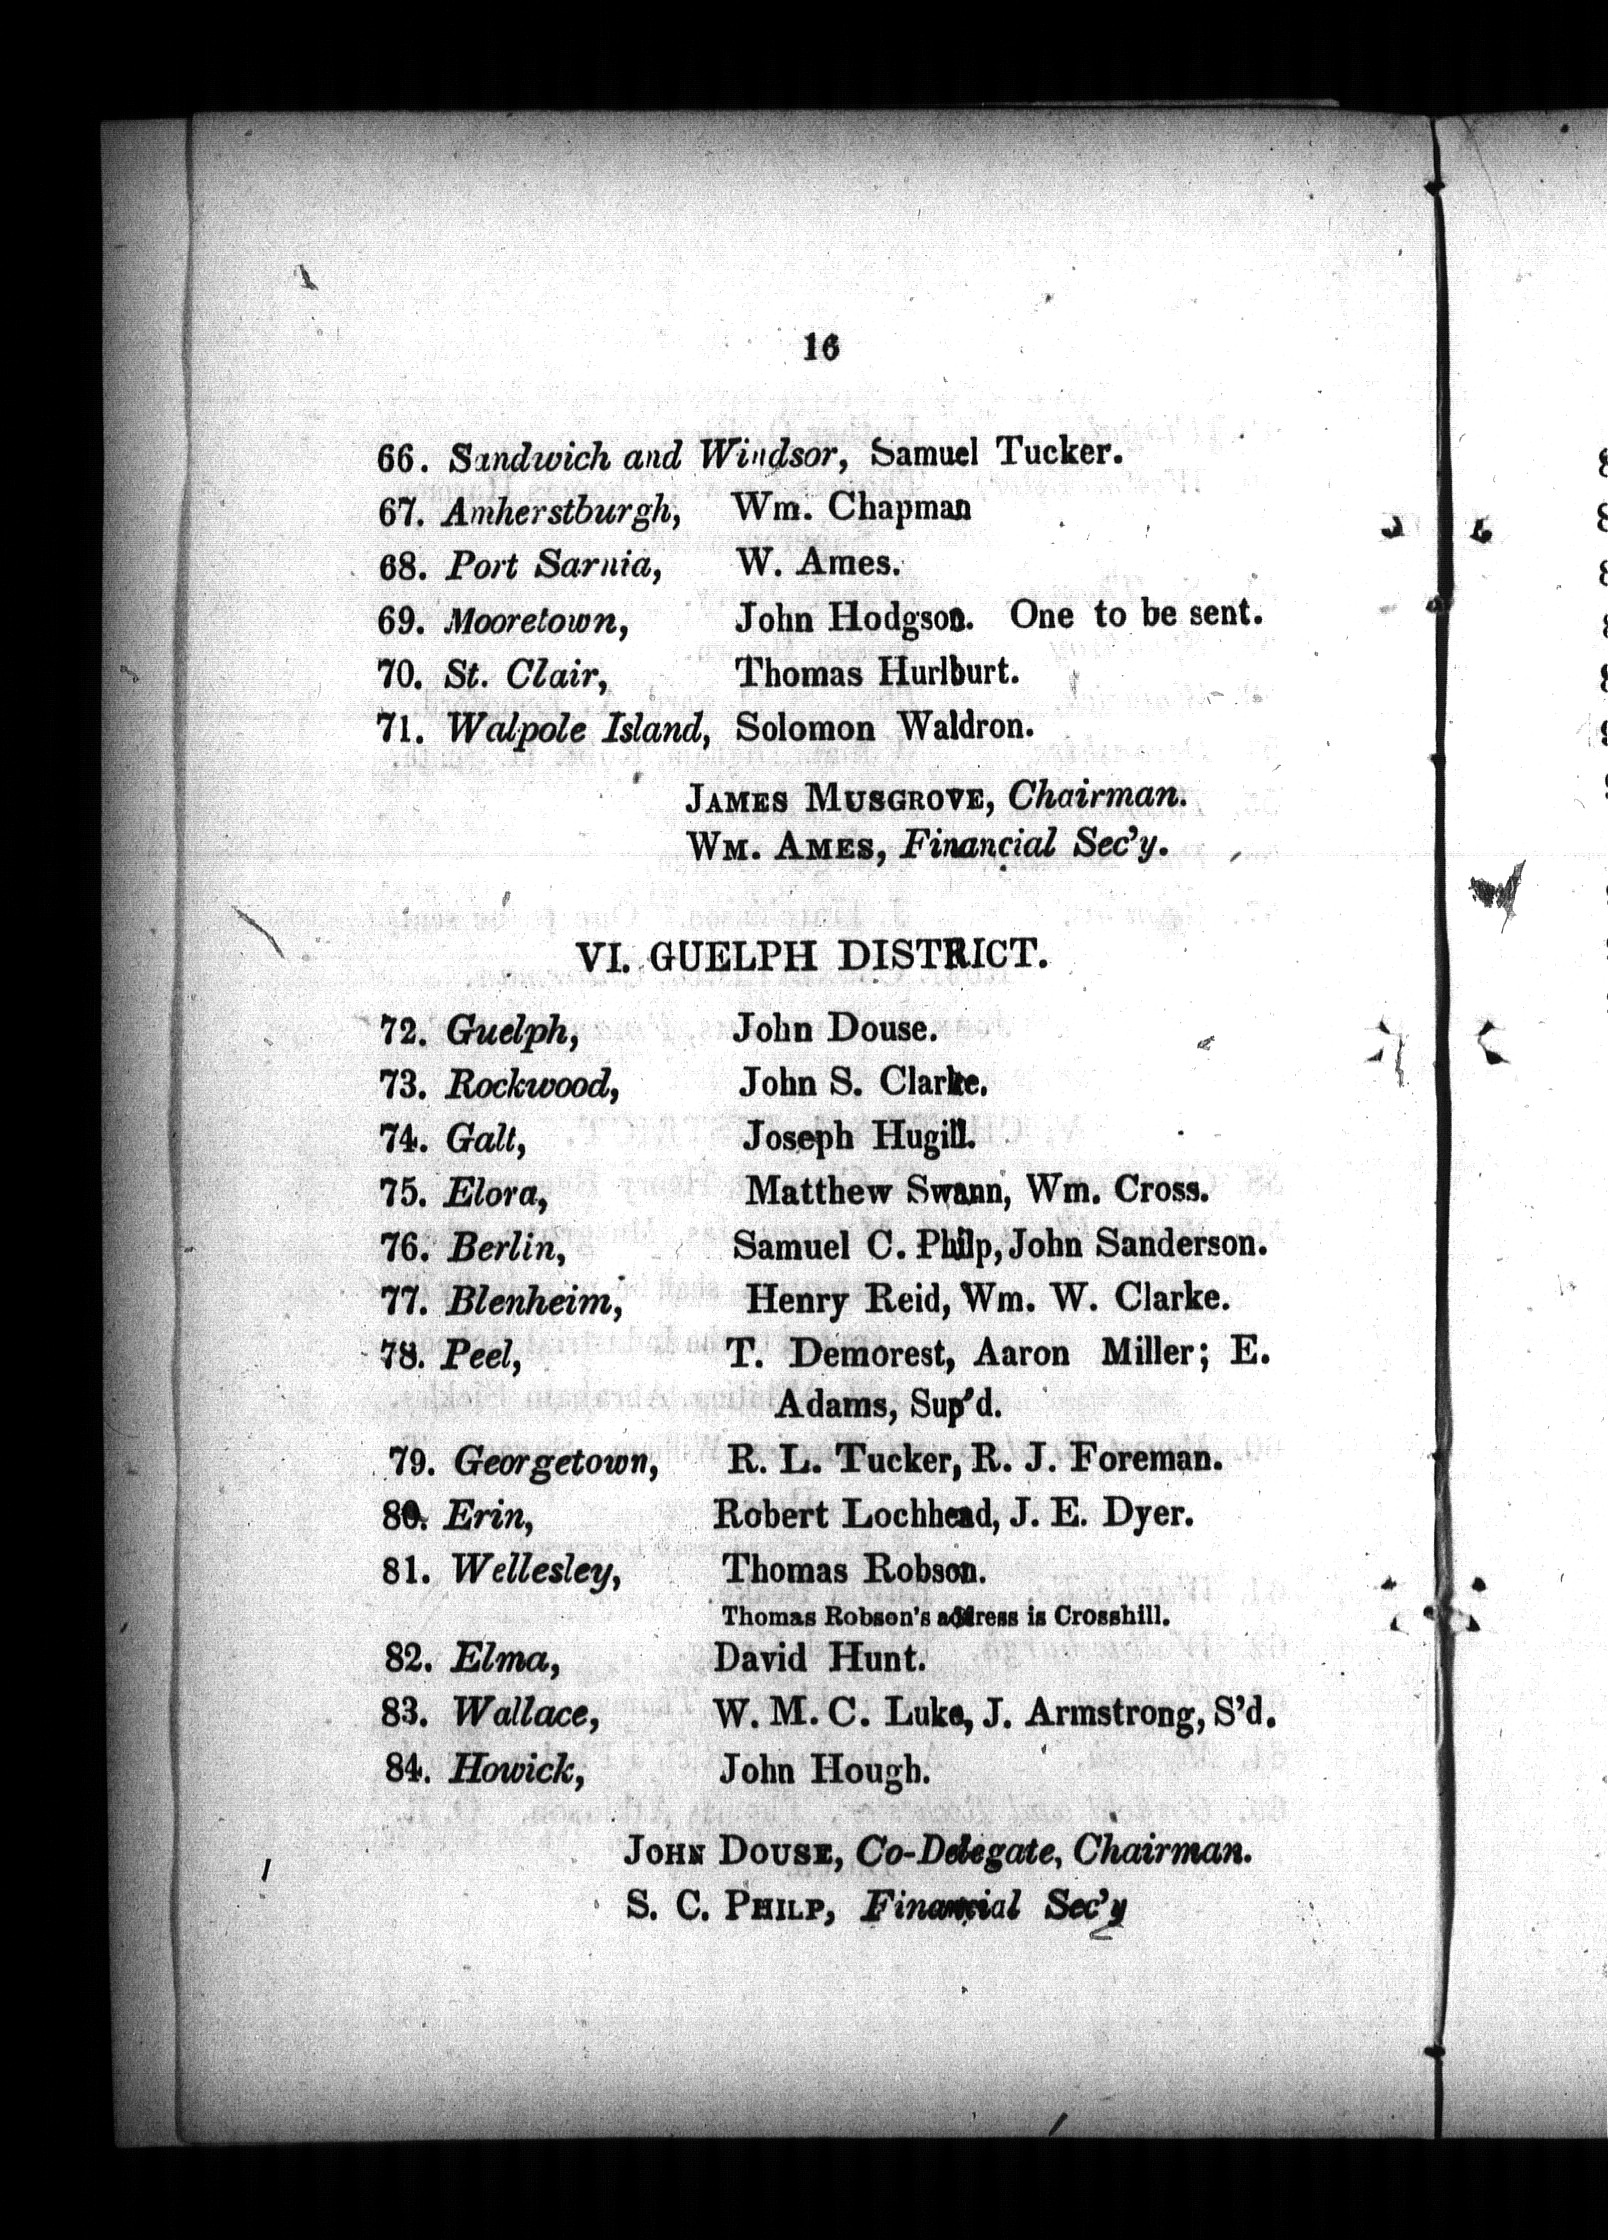 16
66. Sandwich and Windsor, Samuel Tucker.
67. Amherstburgh, Wm. Chapman
68. Port Sarnia, W. Ames.
69. Mooretown, John Hodgson. One to be sent.
70. St. Clair, Thomas Hurlburt.
71. Walpole Island, Solomon Waldron.
JAMES MUSGROVE, Chairman.
WM. AMES, Financial Sec'y.
VI. GUELPH DISTRICT.
72. Guelph, John Douse.
73. Rockwood, John S. Clarke.
74. Galt, Joseph Hugill.
75. Elora, Matthew Swann, Wm. Cross.
76. Berlin, Samuel C. Philp, John Sanderson.
77. Blenheim, Henry Reid, Wm. W. Clarke.
78. Peel, T. Demorest, Aaron Miller; E.
Adams, Sup'd.
79. Georgetown, R. L. Tucker, R. J. Foreman.
80. Erin, Robert Lochhead, J. E. Dyer.
81. Wellesley, Thomas Robson.
Thomas Robson's address is Crosshill.
82. Elma, David Hunt.
83. Wallace, W. M. C. Luke, J. Armstrong, S'd.
84. Howick, John Hough.
JOHN DOUSE, Co-Delegate, Chairman.
S. C. PHILP, Financial Sec'y